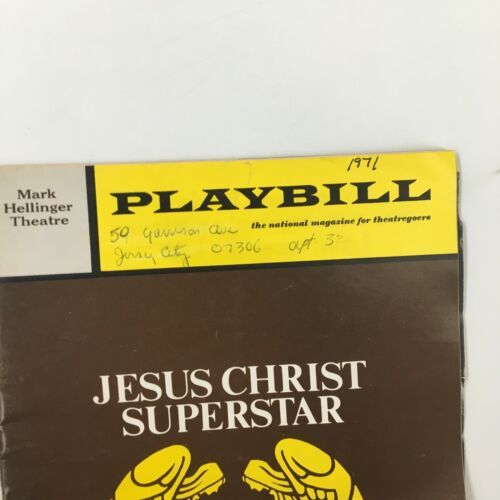 1971
Mark
Hellinger
Theatre
PLAYBILL
the national magazine for theatregoers
59 Garrison Ave
Jersey City 07306 apt 3
JESUS CHRIST
SUPERSTAR